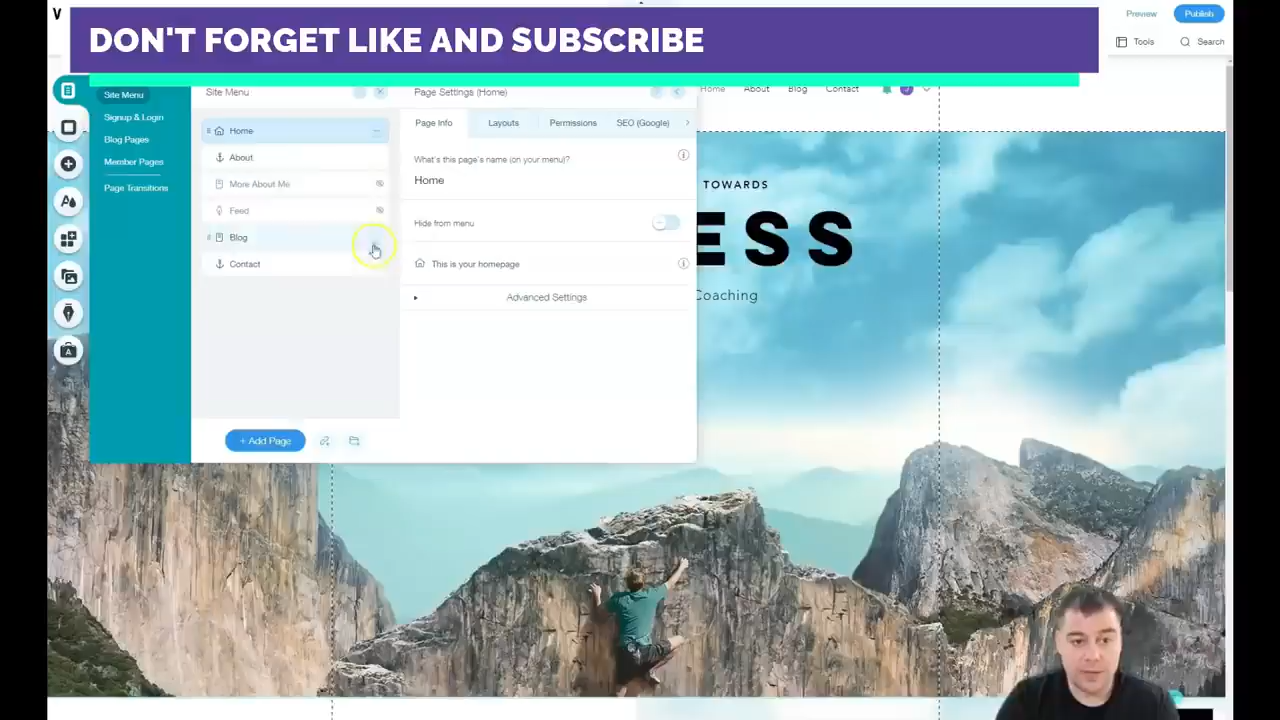 DON'T FORGET LIKE AND SUBSCRIBE
Preview
Publish
Tools
Search
Site Menu
Signup & Login
Blog Pages
Member Pages
Page Transitions
Site Menu
Home
About
More About Me
Feed
Blog
Contact
+ Add Page
Page Settings (Home)
Page Info
Layouts
Permissions
SEO (Google)
What's this page's name (on your menu)?
Home
Hide from menu
This is your homepage
Advanced Settings
Home
About
Blog
Contact
TOWARDS
ESS
Coaching